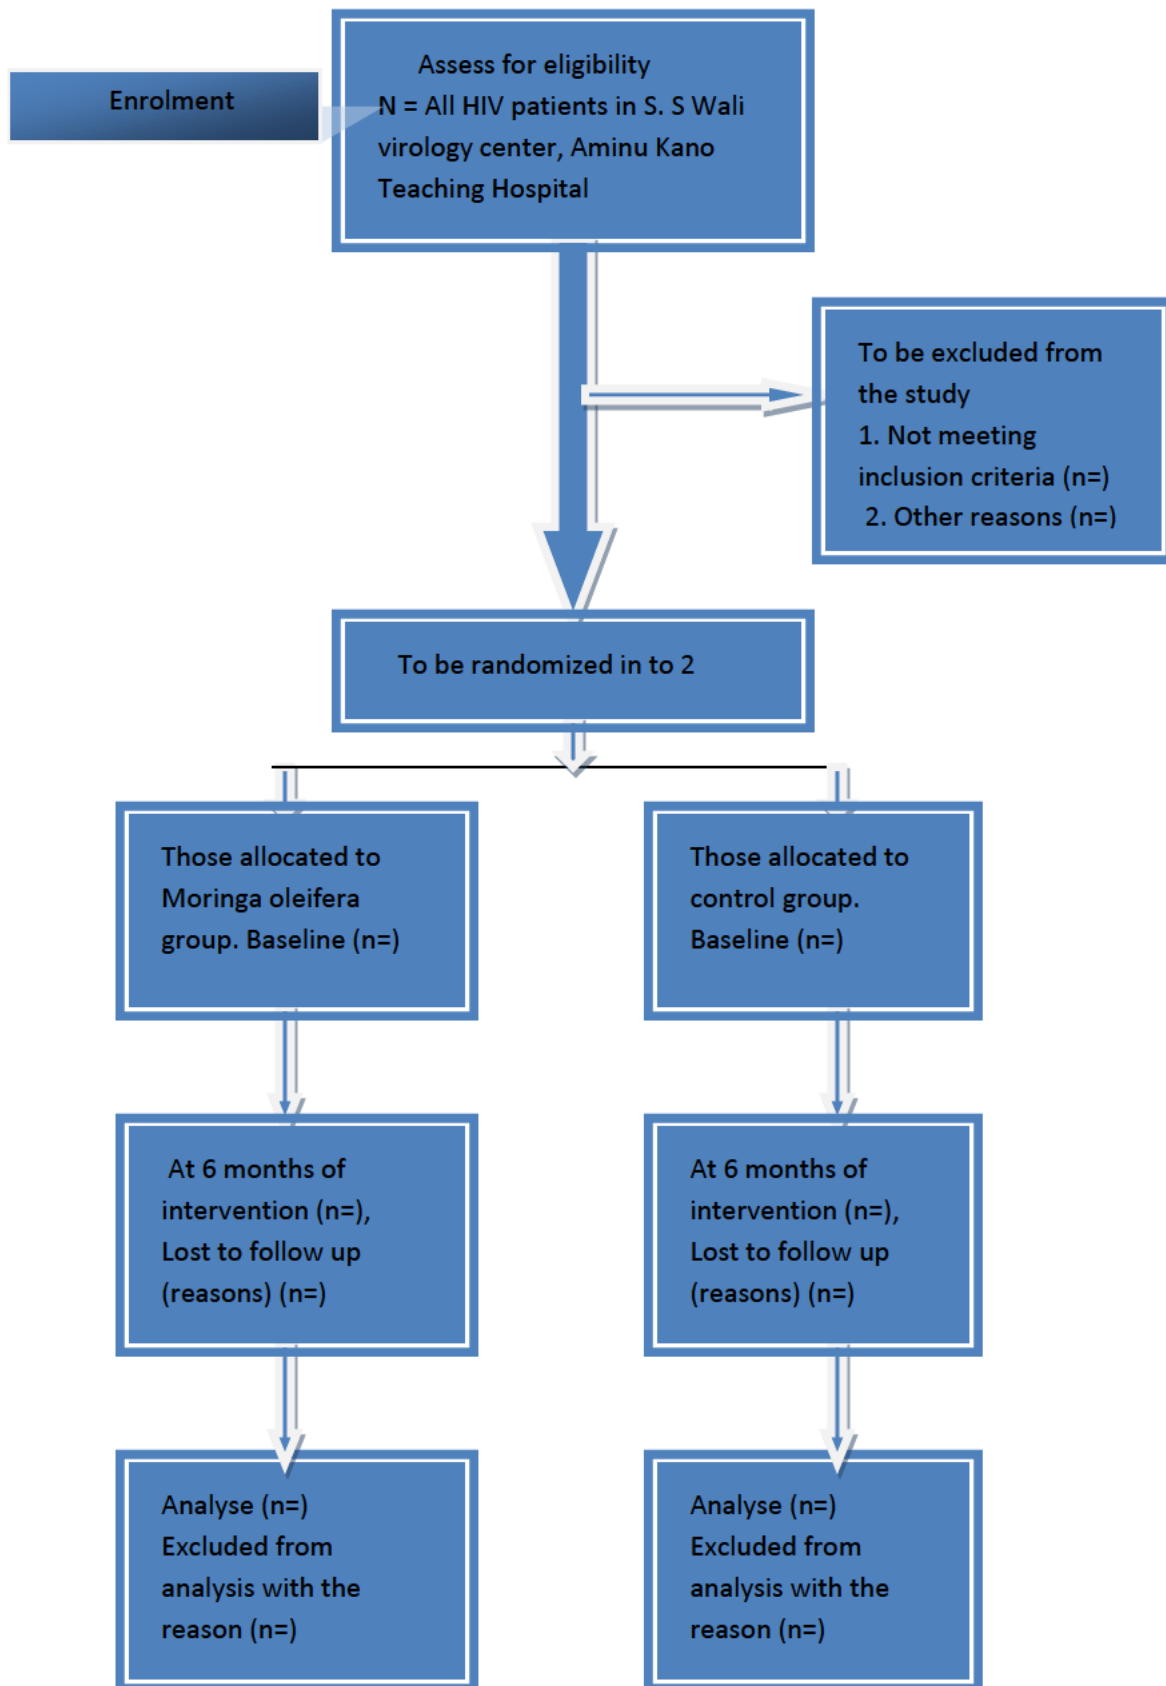 Enrolment
Assess for eligibility
N = All HIV patients in S. S Wali
virology center, Aminu Kano
Teaching Hospital
To be excluded from
the study
1. Not meeting
inclusion criteria (n=)
2. Other reasons (n=)
To be randomized in to 2
Those allocated to
Moringa oleifera
group. Baseline (n=)
Those allocated to
control group.
Baseline (n=)
At 6 months of
intervention (n=),
Lost to follow up
(reasons) (n=)
At 6 months of
intervention (n=),
Lost to follow up
(reasons) (n=)
Analyse (n=)
Excluded from
analysis with the
reason (n=)
Analyse (n=)
Excluded from
analysis with the
reason (n=)